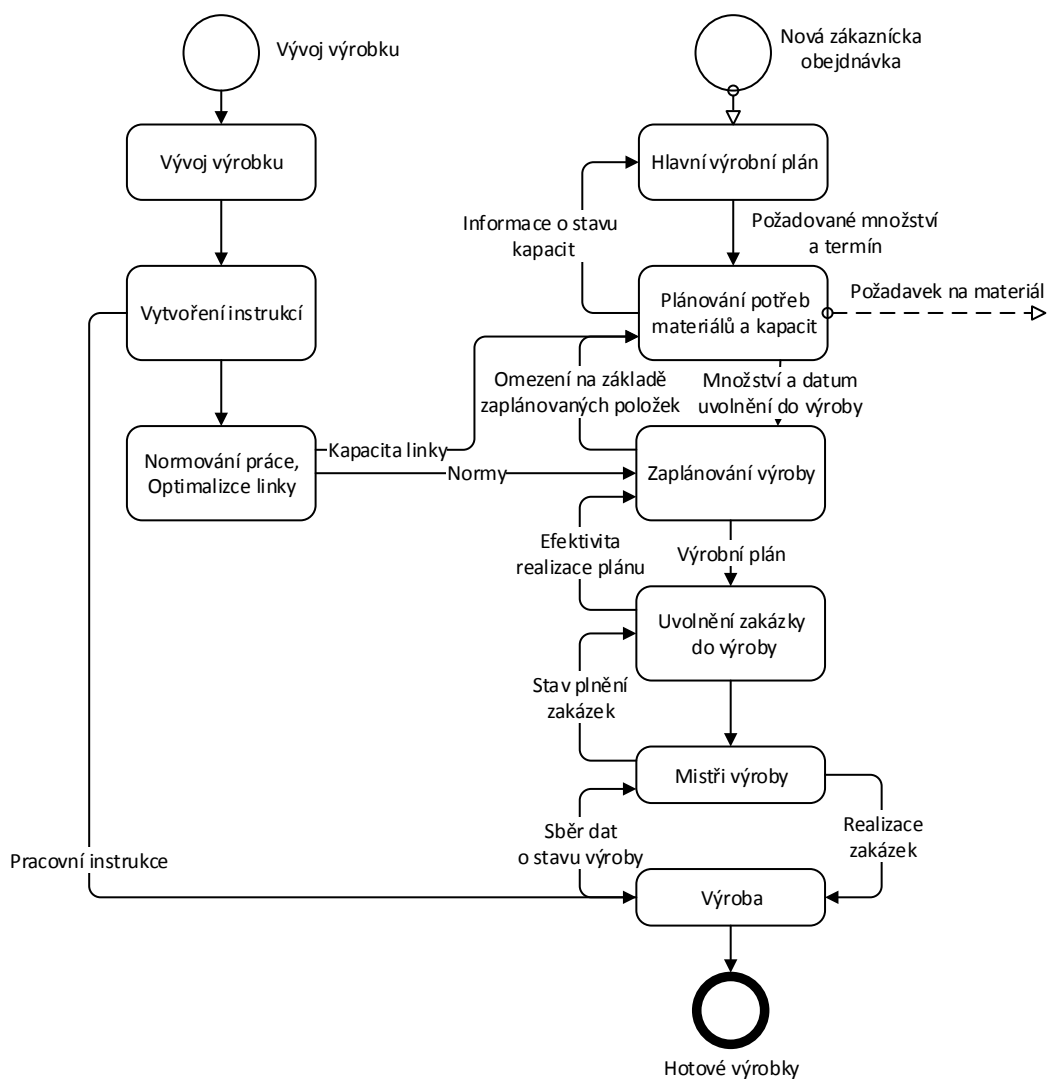 Vývoj výrobku
Nová zákaznícka
obejdnávka
Vývoj výrobku
Hlavní výrobní plán
Informace o stavu
kapacit
Požadované množství
a termín
Vytvoření instrukcí
Plánování potřeb
materiálů a kapacit
Požadavek na materiál
Omezení na základě
zaplánovaných položek
Množství a datum
uvolnění do výroby
Normování práce,
Optimalizce linky
Kapacita linky
Normy
Zaplánování výroby
Efektivita
realizace plánu
Výrobní plán
Uvolnění zakázky
do výroby
Stav plnění
zakázek
Mistři výroby
Sběr dat
o stavu výroby
Realizace
zakázek
Pracovní instrukce
Výroba
Hotové výrobky